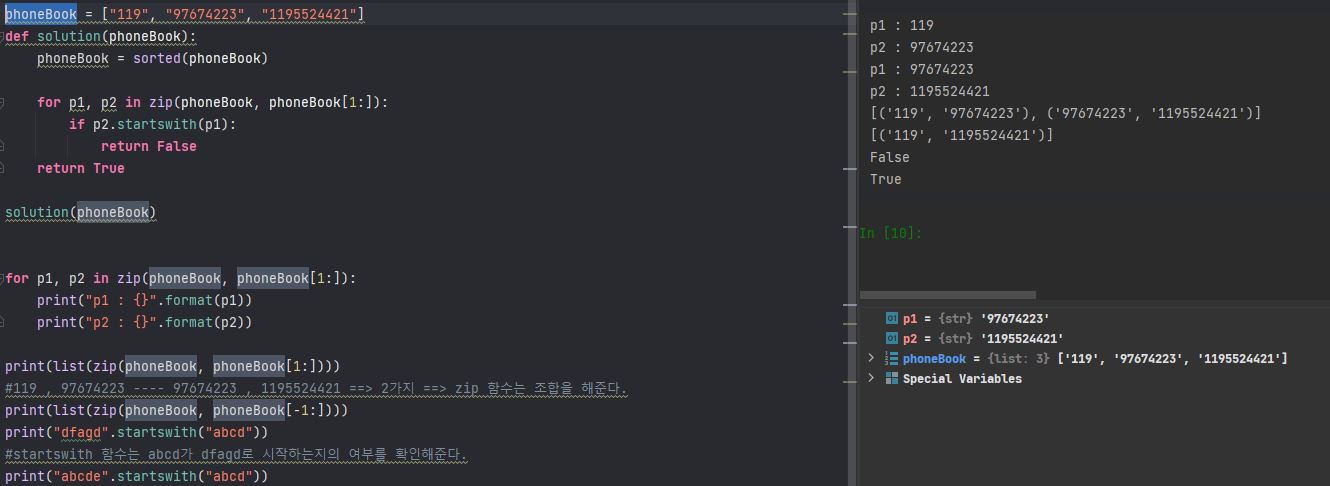 phoneBook = ["119", "97674223", "1195524421"]
def solution(phoneBook):
    phoneBook = sorted(phoneBook)

    for p1, p2 in zip(phoneBook, phoneBook[1:]):
        if p2.startswith(p1):
            return False
    return True

solution(phoneBook)

for p1, p2 in zip(phoneBook, phoneBook[1:]):
    print("p1 : {}".format(p1))
    print("p2 : {}".format(p2))

print(list(zip(phoneBook, phoneBook[1:])))
#119 , 97674223 ---- 97674223 , 1195524421 ==> 2가지 ==> zip 함수는 조합을 해준다.
print(list(zip(phoneBook, phoneBook[-1:])))
print("dfagd".startswith("abcd"))
#startswith 함수는 abcd가 dfagd로 시작하는지의 여부를 확인해준다.
print("abcde".startswith("abcd"))
p1 : 119
p2 : 97674223
p1 : 97674223
p2 : 1195524421
[('119', '97674223'), ('97674223', '1195524421')]
[('119', '1195524421')]
False
True
In [10]:
01 p1 = {str} '97674223'
01 p2 = {str} '1195524421'
phoneBook = {list: 3} ['119', '97674223', '1195524421']
Special Variables